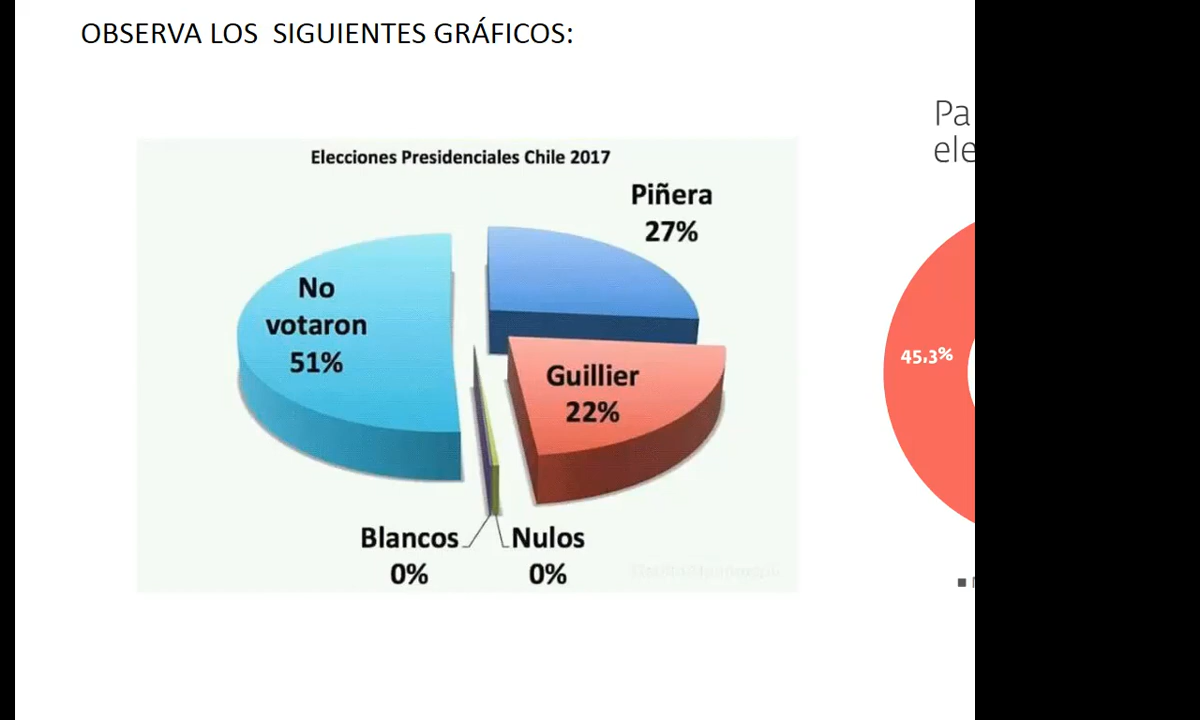 OBSERVA LOS SIGUIENTES GRÁFICOS:
Elecciones Presidenciales Chile 2017
Piñera
27%
No
votaron
51%
Guillier
22%
Blancos
0%
Nulos
0%
Pa
ele
45.3%